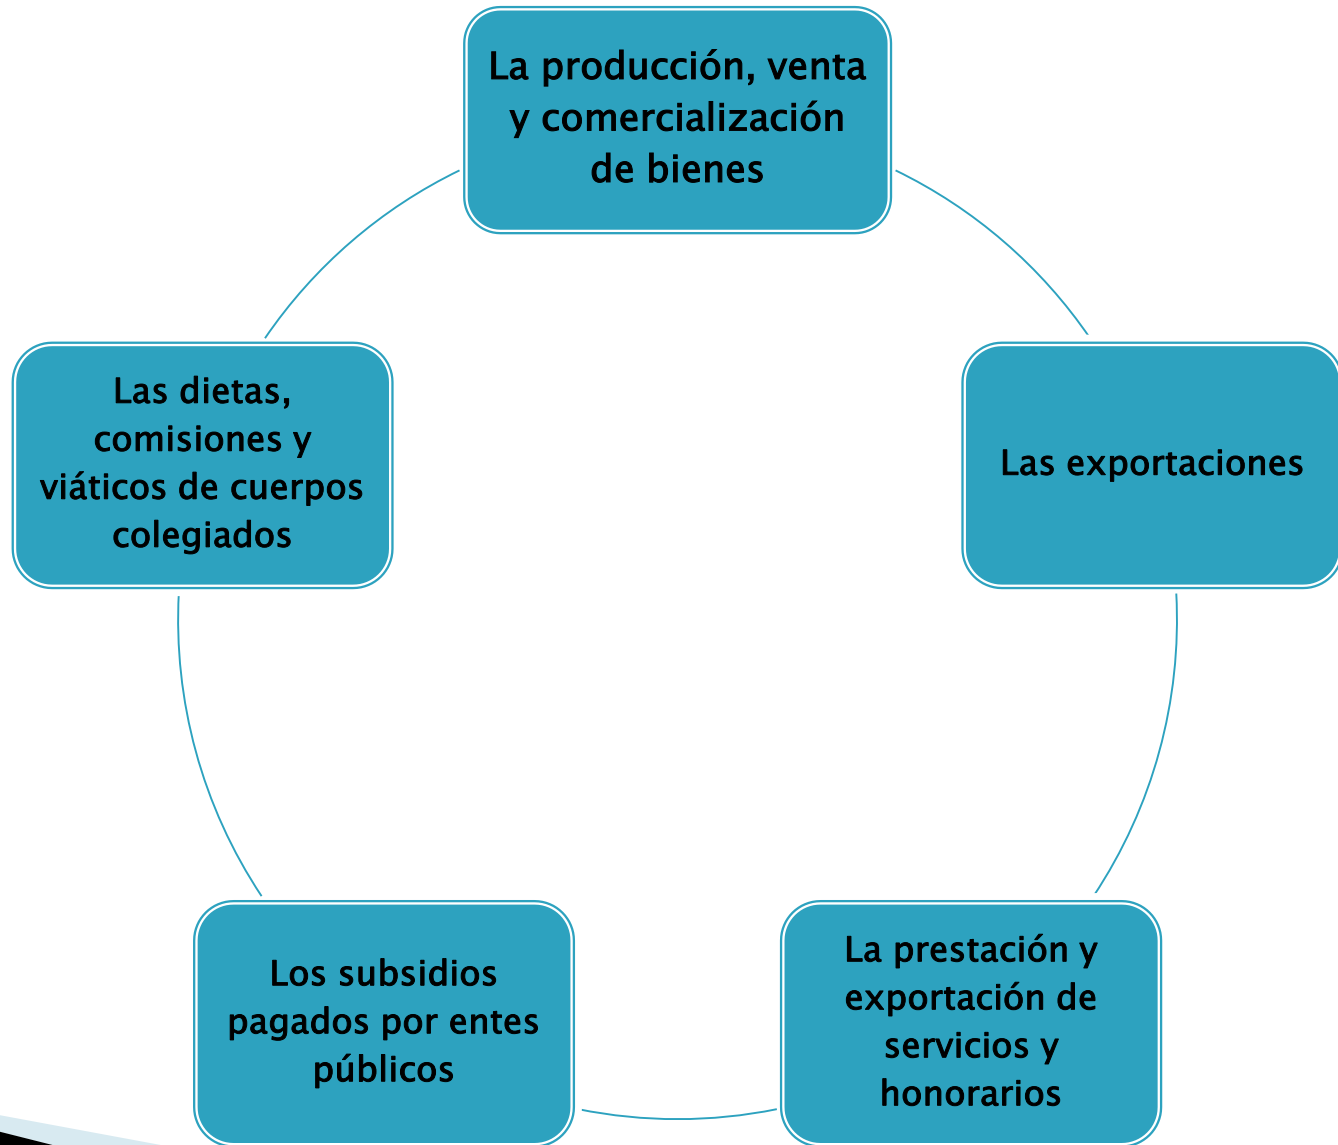 La producción, venta
y comercialización
de bienes
Las exportaciones
La prestación y
exportación de
servicios y
honorarios
Los subsidios
pagados por entes
públicos
Las dietas,
comisiones y
viáticos de cuerpos
colegiados